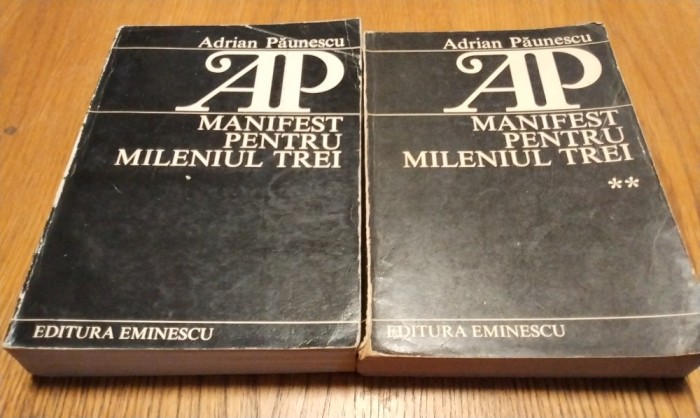 Adrian Păunescu
AP
MANIFEST
PENTRU
MILENIUL TREI
EDITURA EMINESCU
Adrian Păunescu
AP
MANIFEST
PENTRU
MILENIUL TREI
**
EDITURA EMINESCU